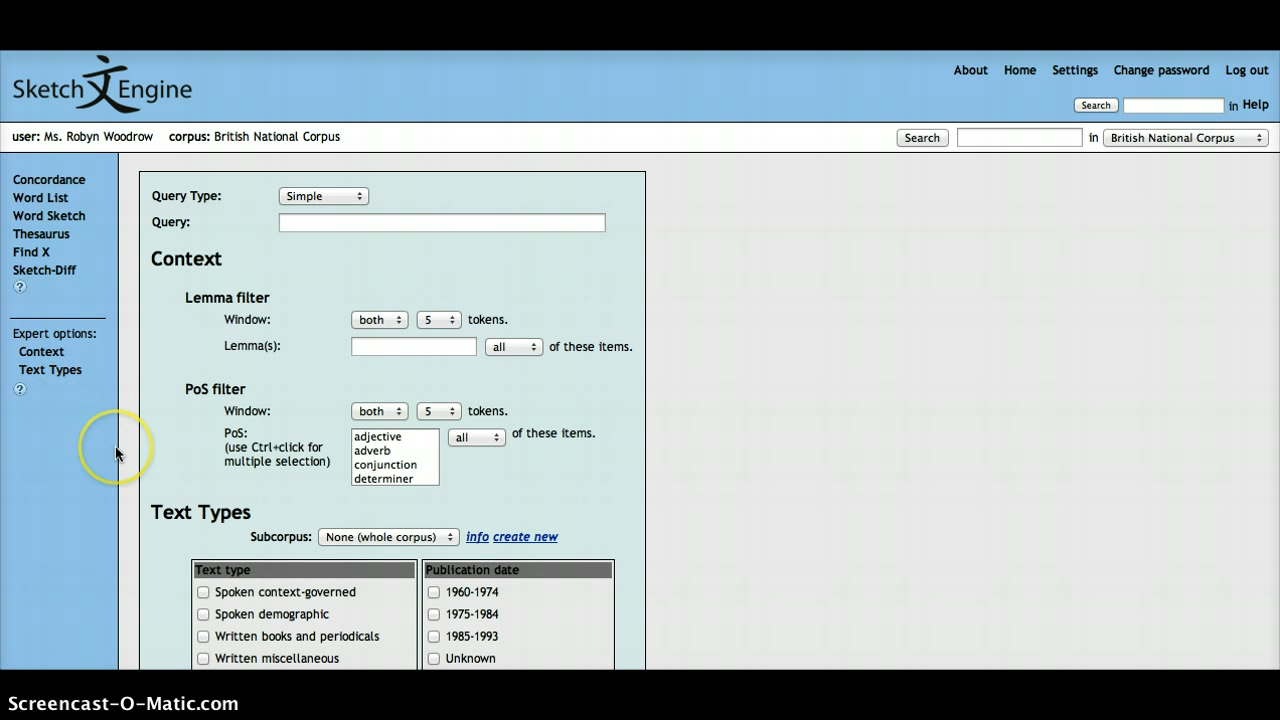 Sketch 文 Engine
About Home Settings Change password Log out
Search in Help
user: Ms. Robyn Woodrow corpus: British National Corpus
Search in British National Corpus
Concordance
Word List
Word Sketch
Thesaurus
Find X
Sketch-Diff
?
Expert options:
Context
Text Types
?
Query Type: Simple
Query:
Context
Lemma filter
Window: both 5 tokens.
Lemma(s): all of these items.
PoS filter
Window: both 5 tokens.
PoS:
(use Ctrl+click for
multiple selection)
adjective
adverb
conjunction
determiner
all of these items.
Text Types
Subcorpus: None (whole corpus) info create new
Text type
Spoken context-governed
Spoken demographic
Written books and periodicals
Written miscellaneous
Publication date
1960-1974
1975-1984
1985-1993
Unknown
Screencast-O-Matic.com